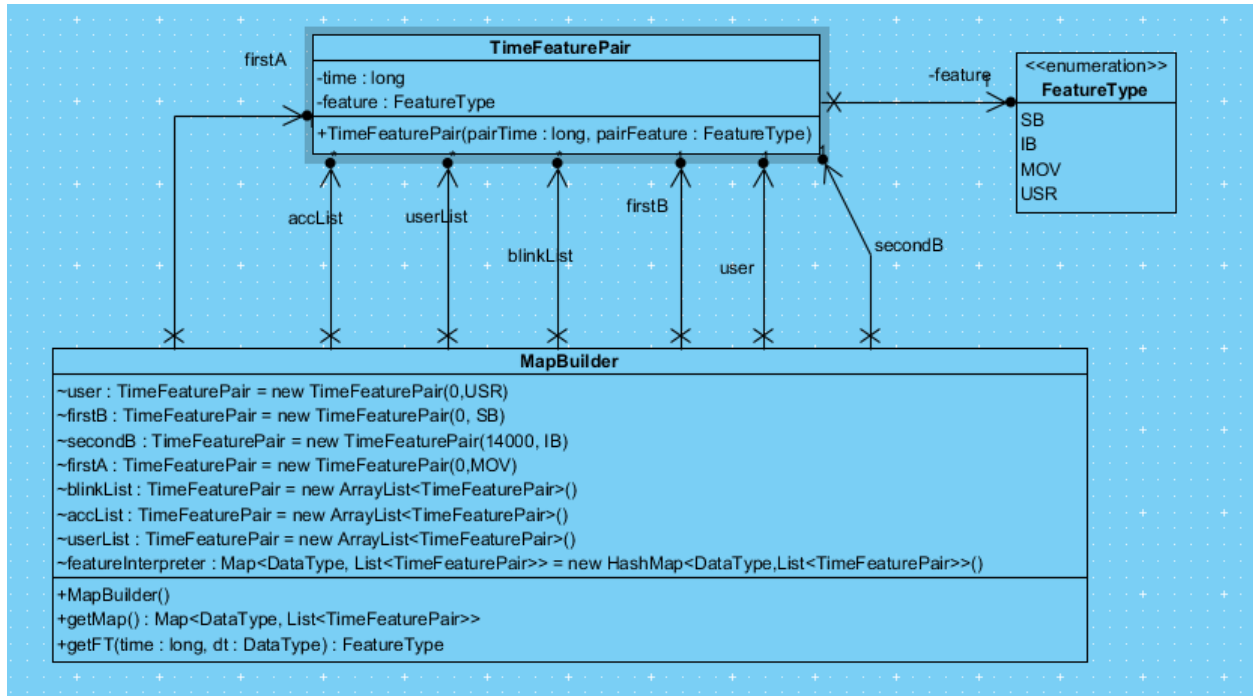 TimeFeaturePair
-time : long
-feature : FeatureType
+TimeFeaturePair(pairTime : long, pairFeature : FeatureType)
firstA
-feature
1
<<enumeration>>
FeatureType
SB
IB
MOV
USR
*
*
*
1
1
1
accList
userList
blinkList
firstB
user
secondB
MapBuilder
~user : TimeFeaturePair = new TimeFeaturePair(0,USR)
~firstB : TimeFeaturePair = new TimeFeaturePair(0, SB)
~secondB : TimeFeaturePair = new TimeFeaturePair(14000, IB)
~firstA : TimeFeaturePair = new TimeFeaturePair(0,MOV)
~blinkList : TimeFeaturePair = new ArrayList<TimeFeaturePair>()
~accList : TimeFeaturePair = new ArrayList<TimeFeaturePair>()
~userList : TimeFeaturePair = new ArrayList<TimeFeaturePair>()
~featureInterpreter : Map<DataType, List<TimeFeaturePair>> = new HashMap<DataType,List<TimeFeaturePair>>()
+MapBuilder()
+getMap() : Map<DataType, List<TimeFeaturePair>>
+getFT(time : long, dt : DataType) : FeatureType